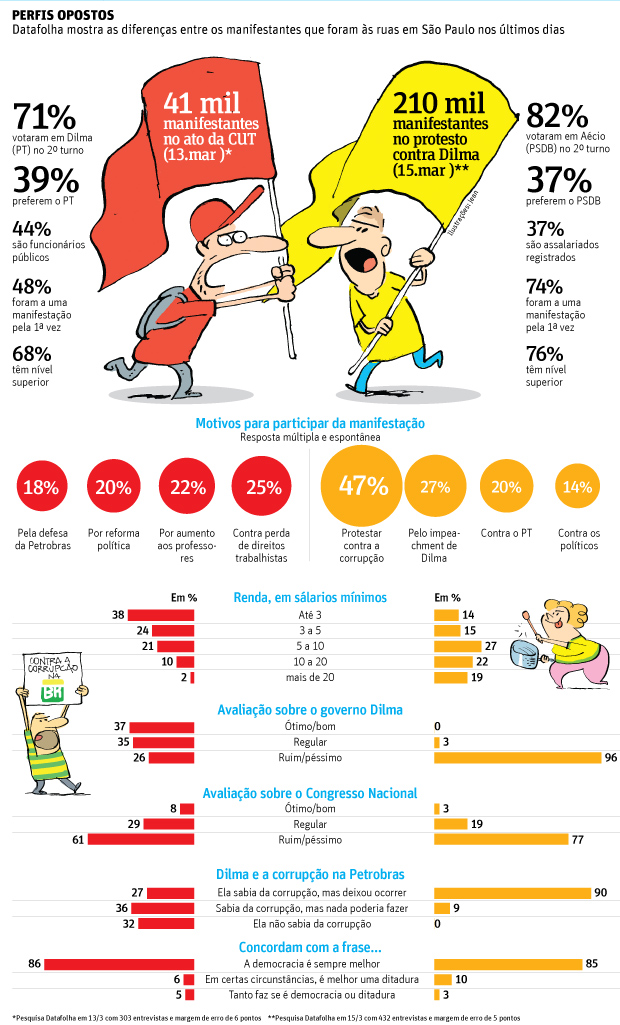 PERFIS OPOSTOS
Datafolha mostra as diferenças entre os manifestantes que foram às ruas em São Paulo nos últimos dias
71%
votaram em Dilma
(PT) no 2º turno
39%
preferem o PT
44%
são funcionários
públicos
48%
foram a uma
manifestação
pela 1ª vez
68%
têm nível
superior
41 mil
manifestantes
no ato da CUT
(13.mar )*
210 mil
manifestantes
no protesto
contra Dilma
(15.mar )**
Ilustrações: Jean
82%
votaram em Aécio
(PSDB) no 2º turno
37%
preferem o PSDB
37%
são assalariados
registrados
74%
foram a uma
manifestação
pela 1ª vez
76%
têm nível
superior
Motivos para participar da manifestação
Resposta múltipla e espontânea
18%
Pela defesa
da Petrobras
20%
Por reforma
política
22%
Por aumento
aos professo-
res
25%
Contra perda
de direitos
trabalhistas
47%
Protestar
contra a
corrupção
27%
Pelo impea-
chment de
Dilma
20%
Contra o PT
14%
Contra os
políticos
Em % Renda, em sálarios mínimos Em %
38 Até 3 14
24 3 a 5 15
21 5 a 10 27
10 10 a 20 22
2 mais de 20 19
CONTRA A
CORRUPÇÃO
NA
BR
Avaliação sobre o governo Dilma
37 Ótimo/bom 0
35 Regular 3
26 Ruim/péssimo 96
Avaliação sobre o Congresso Nacional
8 Ótimo/bom 3
29 Regular 19
61 Ruim/péssimo 77
Dilma e a corrupção na Petrobras
27 Ela sabia da corrupção, mas deixou ocorrer 90
36 Sabia da corrupção, mas nada poderia fazer 9
32 Ela não sabia da corrupção 0
Concordam com a frase...
86 A democracia é sempre melhor 85
6 Em certas circunstâncias, é melhor uma ditadura 10
5 Tanto faz se é democracia ou ditadura 3
*Pesquisa Datafolha em 13/3 com 303 entrevistas e margem de erro de 6 pontos **Pesquisa Datafolha em 15/3 com 432 entrevistas e margem de erro de 5 pontos